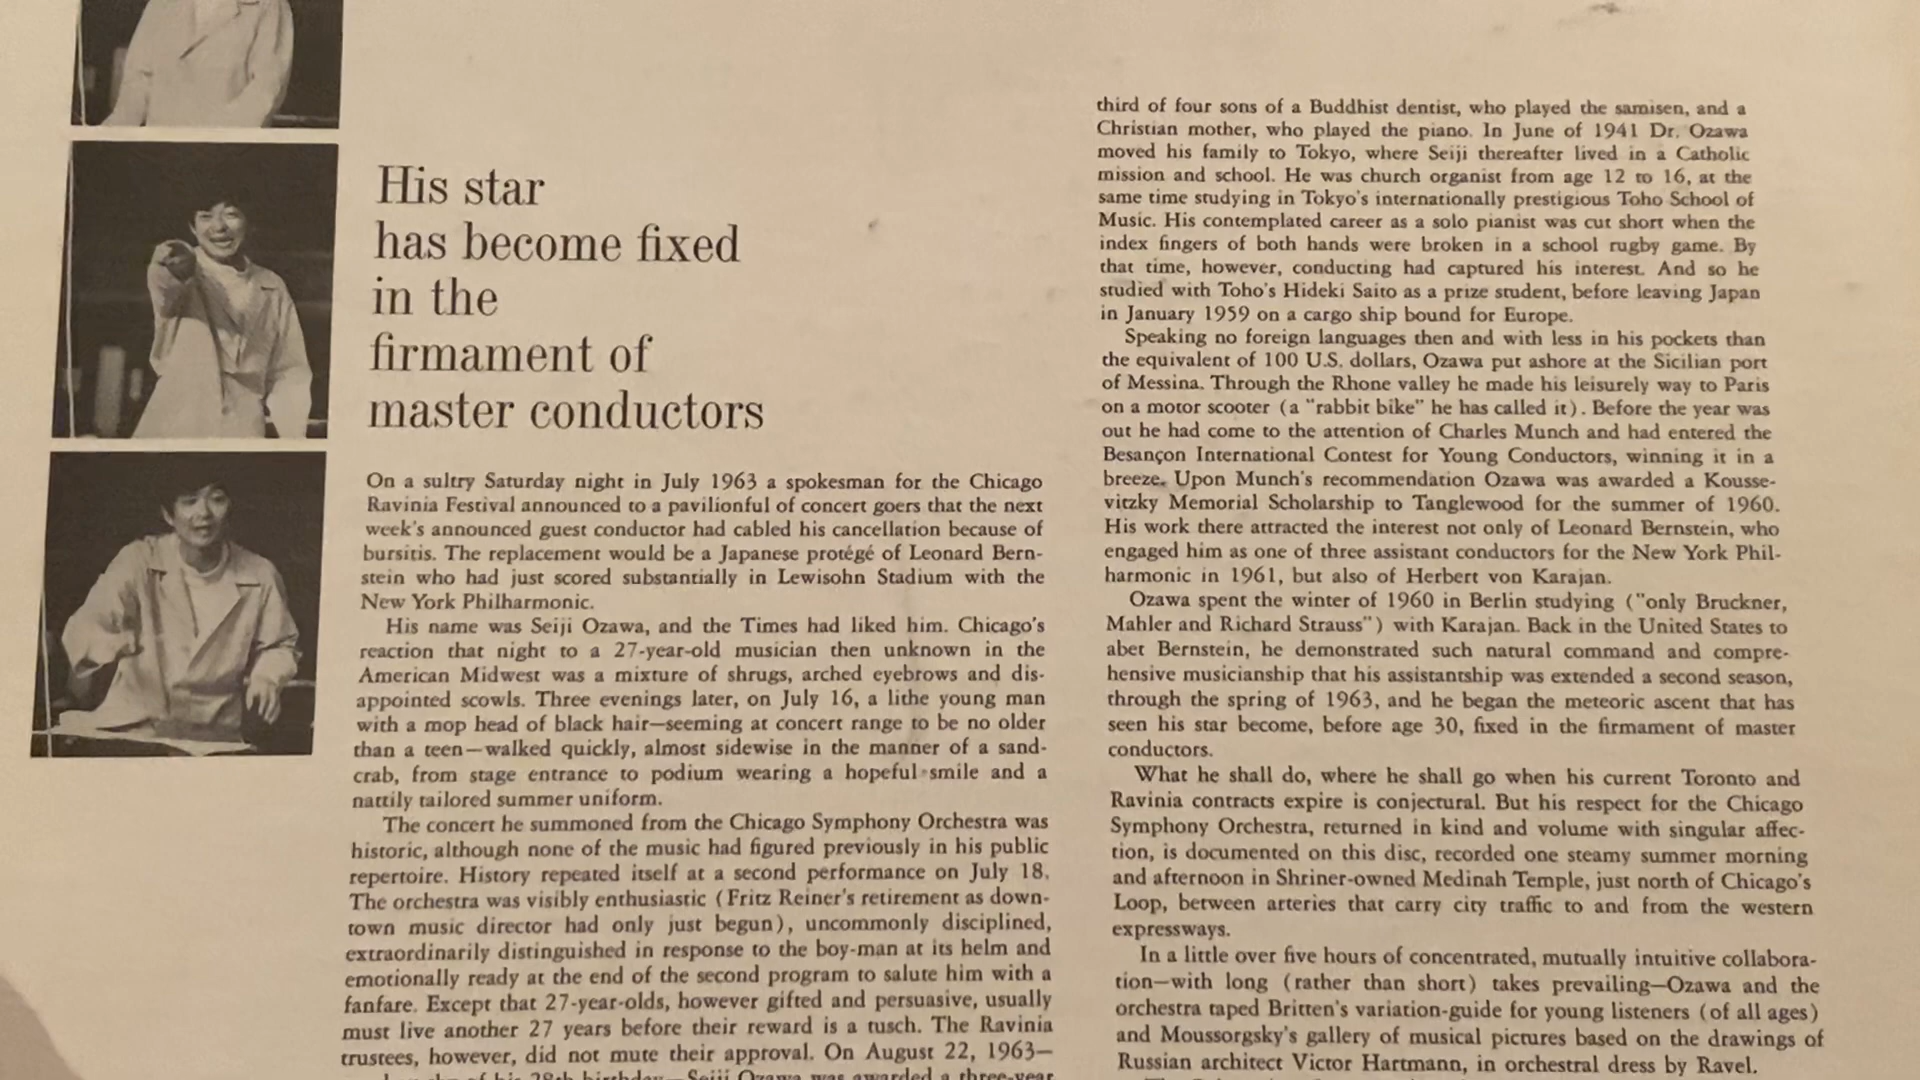 His star
has become fixed
in the
firmament of
master conductors
On a sultry Saturday night in July 1963 a spokesman for the Chicago
Ravinia Festival announced to a pavilionful of concert goers that the next
week's announced guest conductor had cabled his cancellation because of
bursitis. The replacement would be a Japanese protégé of Leonard Bern-
stein who had just scored substantially in Lewisohn Stadium with the
New York Philharmonic.
His name was Seiji Ozawa, and the Times had liked him. Chicago's
reaction that night to a 27-year-old musician then unknown in the
American Midwest was a mixture of shrugs, arched eyebrows and dis-
appointed scowls. Three evenings later, on July 16, a lithe young man
with a mop head of black hair—seeming at concert range to be no older
than a teen—walked quickly, almost sidewise in the manner of a sand-
crab, from stage entrance to podium wearing a hopeful smile and a
nattily tailored summer uniform.
The concert he summoned from the Chicago Symphony Orchestra was
historic, although none of the music had figured previously in his public
repertoire. History repeated itself at a second performance on July 18.
The orchestra was visibly enthusiastic (Fritz Reiner's retirement as down-
town music director had only just begun), uncommonly disciplined,
extraordinarily distinguished in response to the boy-man at its helm and
emotionally ready at the end of the second program to salute him with a
fanfare. Except that 27-year-olds, however gifted and persuasive, usually
must live another 27 years before their reward is a tusch. The Ravinia
trustees, however, did not mute their approval. On August 22, 1963—
of his 28th birthday—Seiji Ozawa was awarded a three-year
third of four sons of a Buddhist dentist, who played the samisen, and a
Christian mother, who played the piano. In June of 1941 Dr. Ozawa
moved his family to Tokyo, where Seiji thereafter lived in a Catholic
mission and school. He was church organist from age 12 to 16, at the
same time studying in Tokyo's internationally prestigious Toho School of
Music. His contemplated career as a solo pianist was cut short when the
index fingers of both hands were broken in a school rugby game. By
that time, however, conducting had captured his interest. And so he
studied with Toho's Hideki Saito as a prize student, before leaving Japan
in January 1959 on a cargo ship bound for Europe.
Speaking no foreign languages then and with less in his pockets than
the equivalent of 100 U.S. dollars, Ozawa put ashore at the Sicilian port
of Messina. Through the Rhone valley he made his leisurely way to Paris
on a motor scooter (a "rabbit bike" he has called it). Before the year was
out he had come to the attention of Charles Munch and had entered the
Besançon International Contest for Young Conductors, winning it in a
breeze. Upon Munch's recommendation Ozawa was awarded a Kousse-
vitzky Memorial Scholarship to Tanglewood for the summer of 1960.
His work there attracted the interest not only of Leonard Bernstein, who
engaged him as one of three assistant conductors for the New York Phil-
harmonic in 1961, but also of Herbert von Karajan.
Ozawa spent the winter of 1960 in Berlin studying ("only Bruckner,
Mahler and Richard Strauss") with Karajan. Back in the United States to
abet Bernstein, he demonstrated such natural command and compre-
hensive musicianship that his assistantship was extended a second season,
through the spring of 1963, and he began the meteoric ascent that has
seen his star become, before age 30, fixed in the firmament of master
conductors.
What he shall do, where he shall go when his current Toronto and
Ravinia contracts expire is conjectural. But his respect for the Chicago
Symphony Orchestra, returned in kind and volume with singular affec-
tion, is documented on this disc, recorded one steamy summer morning
and afternoon in Shriner-owned Medinah Temple, just north of Chicago's
Loop, between arteries that carry city traffic to and from the western
expressways.
In a little over five hours of concentrated, mutually intuitive collabora-
tion—with long (rather than short) takes prevailing—Ozawa and the
orchestra taped Britten's variation-guide for young listeners (of all ages)
and Moussorgsky's gallery of musical pictures based on the drawings of
Russian architect Victor Hartmann, in orchestral dress by Ravel.